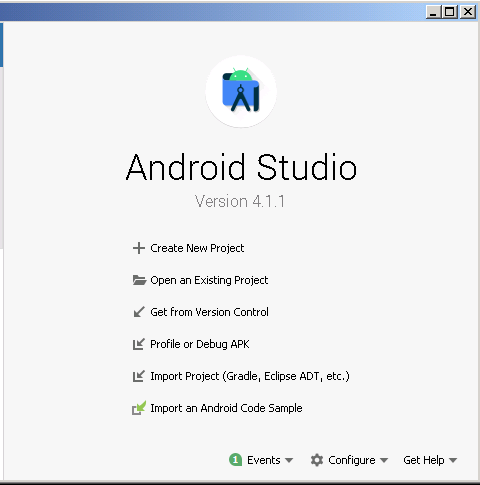 Android Studio
Version 4.1.1
Create New Project
Open an Existing Project
Get from Version Control
Profile or Debug APK
Import Project (Gradle, Eclipse ADT, etc.)
Import an Android Code Sample
1 Events Configure Get Help